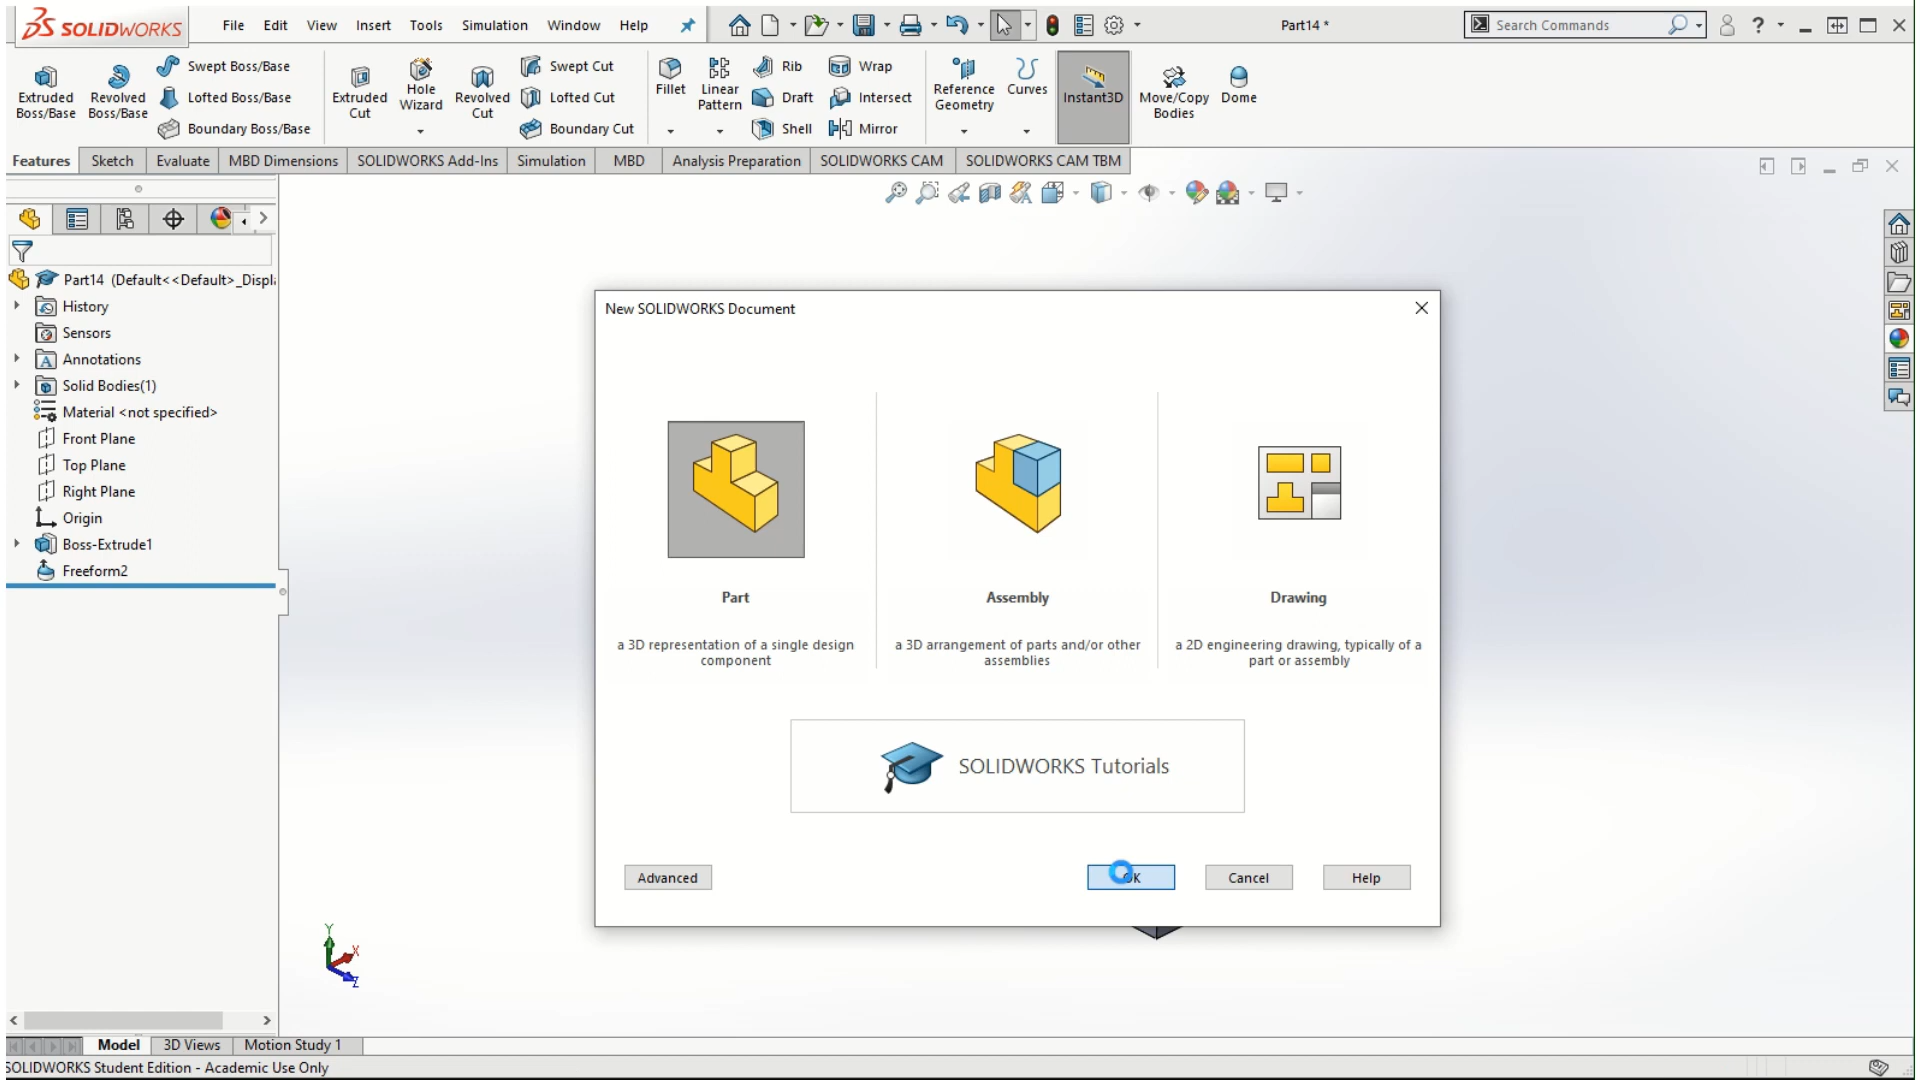 SOLIDWORKS
File Edit View Insert Tools Simulation Window Help
Part14 *
Search Commands
?
Extruded Boss/Base
Revolved Boss/Base
Swept Boss/Base
Lofted Boss/Base
Boundary Boss/Base
Extruded Cut
Hole Wizard
Revolved Cut
Swept Cut
Lofted Cut
Boundary Cut
Fillet
Linear Pattern
Rib
Draft
Shell
Wrap
Intersect
Mirror
Reference Geometry
Curves
Instant3D
Move/Copy Bodies
Dome
Features Sketch Evaluate MBD Dimensions SOLIDWORKS Add-Ins Simulation MBD Analysis Preparation SOLIDWORKS CAM SOLIDWORKS CAM TBM
Part14 (Default<<Default>_Displ
History
Sensors
Annotations
Solid Bodies(1)
Material <not specified>
Front Plane
Top Plane
Right Plane
Origin
Boss-Extrude1
Freeform2
New SOLIDWORKS Document
Part
a 3D representation of a single design
component
Assembly
a 3D arrangement of parts and/or other
assemblies
Drawing
a 2D engineering drawing, typically of a
part or assembly
SOLIDWORKS Tutorials
Advanced OK Cancel Help
Y
X
Z
Model 3D Views Motion Study 1
SOLIDWORKS Student Edition - Academic Use Only